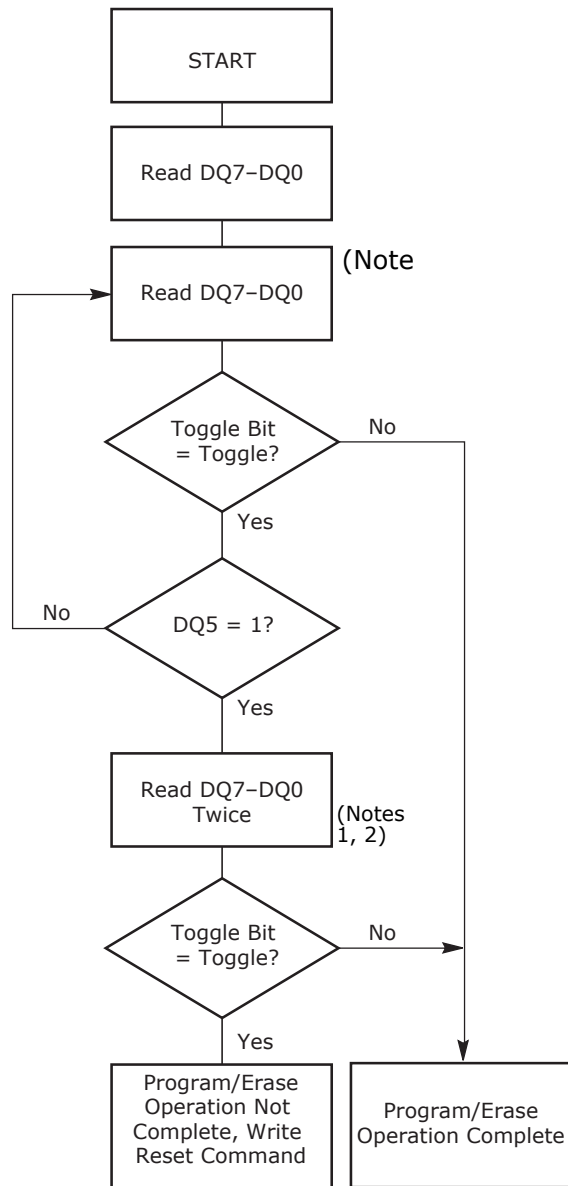 START
Read DQ7–DQ0
Read DQ7–DQ0
(Note
Toggle Bit
= Toggle?
No
Yes
No
DQ5 = 1?
Yes
Read DQ7–DQ0
Twice
(Notes
1, 2)
Toggle Bit
= Toggle?
No
Yes
Program/Erase
Operation Not
Complete, Write
Reset Command
Program/Erase
Operation Complete